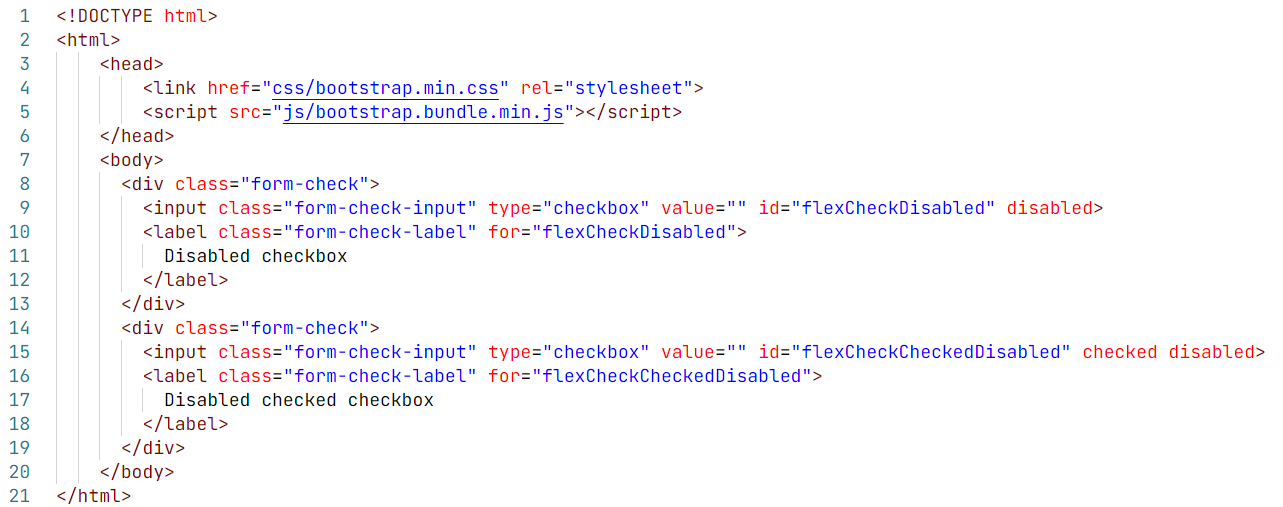 1 <!DOCTYPE html>
2 <html>
3 <head>
4 <link href="css/bootstrap.min.css" rel="stylesheet">
5 <script src="js/bootstrap.bundle.min.js"></script>
6 </head>
7 <body>
8 <div class="form-check">
9 <input class="form-check-input" type="checkbox" value="" id="flexCheckDisabled" disabled>
10 <label class="form-check-label" for="flexCheckDisabled">
11 Disabled checkbox
12 </label>
13 </div>
14 <div class="form-check">
15 <input class="form-check-input" type="checkbox" value="" id="flexCheckCheckedDisabled" checked disabled>
16 <label class="form-check-label" for="flexCheckCheckedDisabled">
17 Disabled checked checkbox
18 </label>
19 </div>
20 </body>
21 </html>